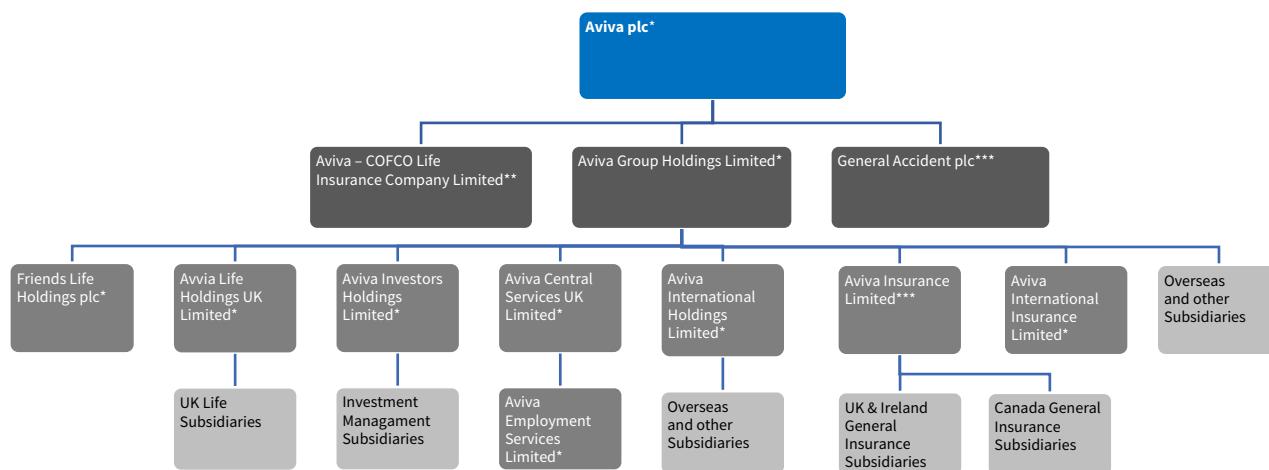 Aviva plc*
Aviva – COFCO Life
Insurance Company Limited**
Aviva Group Holdings Limited*
General Accident plc***
Friends Life
Holdings plc*
Avvia Life
Holdings UK
Limited*
Aviva Investors
Holdings
Limited*
Aviva Central
Services UK
Limited*
Aviva
International
Holdings
Limited*
Aviva Insurance
Limited***
Aviva
International
Insurance
Limited*
Overseas
and other
Subsidiaries
UK Life
Subsidiaries
Investment
Managament
Subsidiaries
Aviva
Employment
Services
Limited*
Overseas
and other
Subsidiaries
UK & Ireland
General
Insurance
Subsidiaries
Canada General
Insurance
Subsidiaries